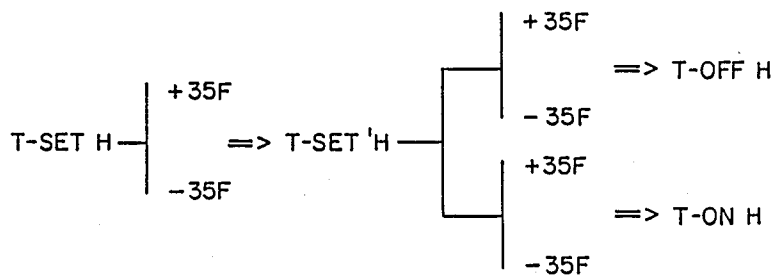 +35F
=> T-OFF H
+35F
-35F
T-SET H
=> T-SET 'H
+35F
-35F
=> T-ON H
-35F